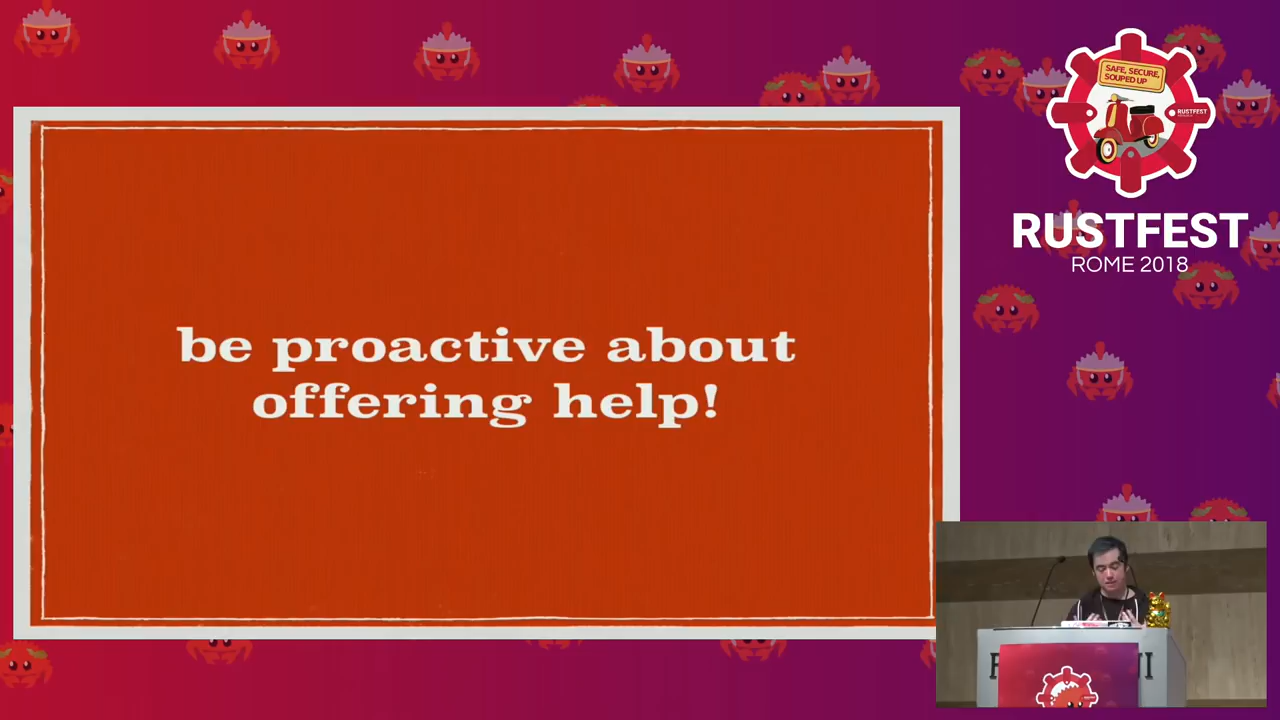 SAFE, SECURE,
SOUPED UP
RUSTFEST
RUSTFEST
ROME 2018
be proactive about
offering help!